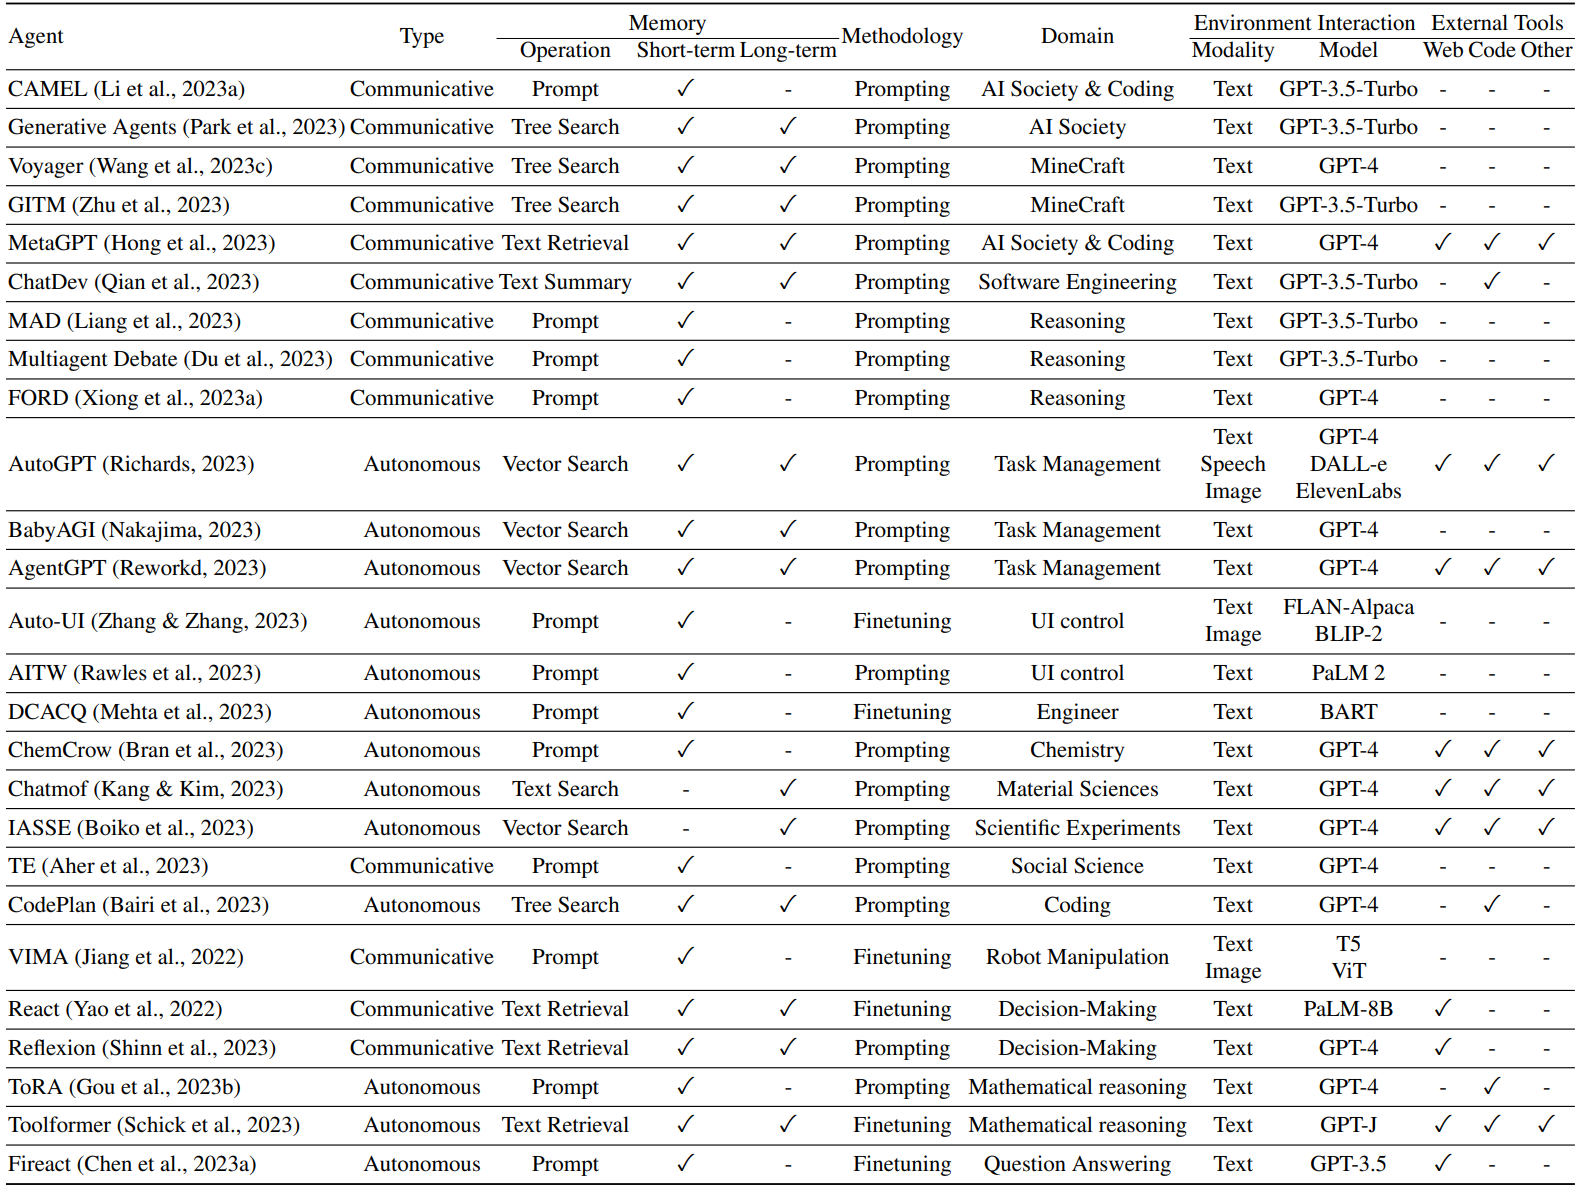 Agent Type Memory Methodology Domain Environment Interaction External Tools
Operation Short-term Long-term Modality Model Web Code Other
CAMEL (Li et al., 2023a) Communicative Prompt ✓ - Prompting AI Society & Coding Text GPT-3.5-Turbo - - -
Generative Agents (Park et al., 2023) Communicative Tree Search ✓ ✓ Prompting AI Society Text GPT-3.5-Turbo - - -
Voyager (Wang et al., 2023c) Communicative Tree Search ✓ ✓ Prompting MineCraft Text GPT-4 - - -
GITM (Zhu et al., 2023) Communicative Tree Search ✓ ✓ Prompting MineCraft Text GPT-3.5-Turbo - - -
MetaGPT (Hong et al., 2023) Communicative Text Retrieval ✓ ✓ Prompting AI Society & Coding Text GPT-4 ✓ ✓ ✓
ChatDev (Qian et al., 2023) Communicative Text Summary ✓ ✓ Prompting Software Engineering Text GPT-3.5-Turbo - ✓ -
MAD (Liang et al., 2023) Communicative Prompt ✓ - Prompting Reasoning Text GPT-3.5-Turbo - - -
Multiagent Debate (Du et al., 2023) Communicative Prompt ✓ - Prompting Reasoning Text GPT-3.5-Turbo - - -
FORD (Xiong et al., 2023a) Communicative Prompt ✓ - Prompting Reasoning Text GPT-4 - - -
Text GPT-4
AutoGPT (Richards, 2023) Autonomous Vector Search ✓ ✓ Prompting Task Management Speech DALL-e ✓ ✓ ✓
Image ElevenLabs
BabyAGI (Nakajima, 2023) Autonomous Vector Search ✓ ✓ Prompting Task Management Text GPT-4 - - -
AgentGPT (Reworkd, 2023) Autonomous Vector Search ✓ ✓ Prompting Task Management Text GPT-4 ✓ ✓ ✓
Text FLAN-Alpaca
Auto-UI (Zhang & Zhang, 2023) Autonomous Prompt ✓ - Finetuning UI control - - -
Image BLIP-2
AITW (Rawles et al., 2023) Autonomous Prompt ✓ - Prompting UI control Text PaLM 2 - - -
DCACQ (Mehta et al., 2023) Autonomous Prompt ✓ - Finetuning Engineer Text BART - - -
ChemCrow (Bran et al., 2023) Autonomous Prompt ✓ - Prompting Chemistry Text GPT-4 ✓ ✓ ✓
Chatmof (Kang & Kim, 2023) Autonomous Text Search - ✓ Prompting Material Sciences Text GPT-4 ✓ ✓ ✓
IASSE (Boiko et al., 2023) Autonomous Vector Search - ✓ Prompting Scientific Experiments Text GPT-4 ✓ ✓ ✓
TE (Aher et al., 2023) Communicative Prompt ✓ - Prompting Social Science Text GPT-4 - - -
CodePlan (Bairi et al., 2023) Autonomous Tree Search ✓ ✓ Prompting Coding Text GPT-4 - ✓ -
Text T5
VIMA (Jiang et al., 2022) Communicative Prompt ✓ - Finetuning Robot Manipulation - - -
Image ViT
React (Yao et al., 2022) Communicative Text Retrieval ✓ ✓ Finetuning Decision-Making Text PaLM-8B ✓ - -
Reflexion (Shinn et al., 2023) Communicative Text Retrieval ✓ ✓ Prompting Decision-Making Text GPT-4 ✓ - -
ToRA (Gou et al., 2023b) Autonomous Prompt ✓ - Prompting Mathematical reasoning Text GPT-4 - ✓ -
Toolformer (Schick et al., 2023) Autonomous Text Retrieval ✓ ✓ Finetuning Mathematical reasoning Text GPT-J ✓ ✓ ✓
Fireact (Chen et al., 2023a) Autonomous Prompt ✓ - Finetuning Question Answering Text GPT-3.5 ✓ - -